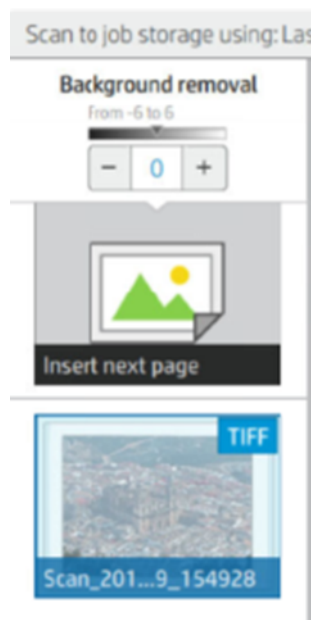 Scan to job storage using: Las
Background removal
From -6 to 6
− 0 +
Insert next page
TIFF
Scan_201...9_154928